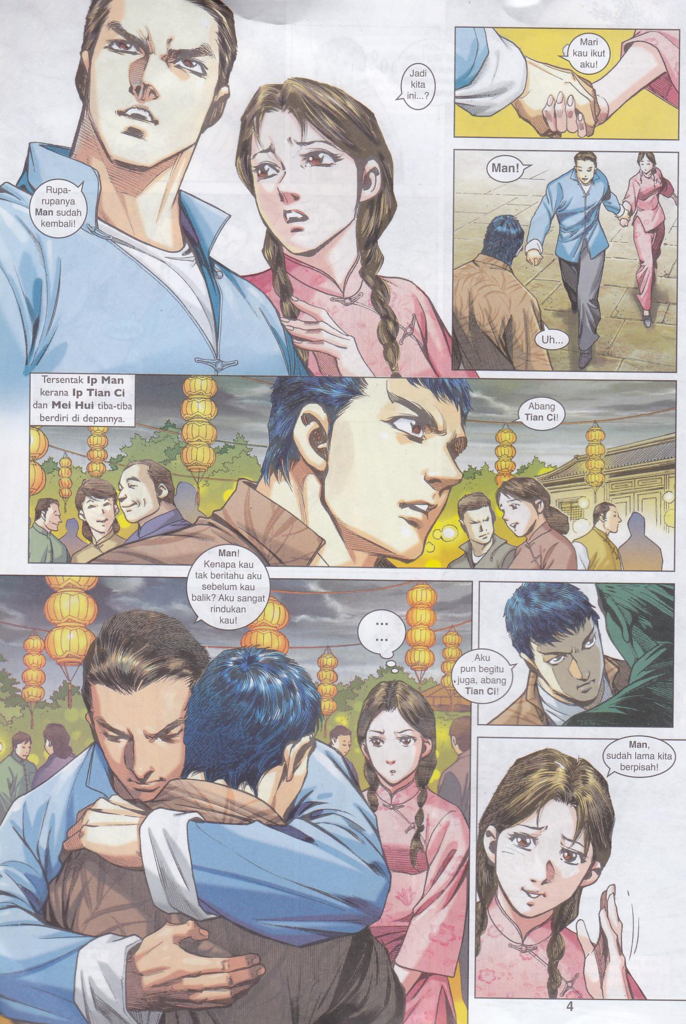 Rupa-
rupanya
Man sudah
kembali!
Jadi
kita
ini...?
Mari
kau ikut
aku!
Man!
Uh...
Tersentak Ip Man
kerana Ip Tian Ci
dan Mei Hui tiba-tiba
berdiri di depannya.
Abang
Tian Ci!
Man!
Kenapa kau
tak beritahu aku
sebelum kau
balik? Aku sangat
rindukan
kau!
...
...
Aku
pun begitu
juga, abang
Tian Ci!
Man,
sudah lama kita
berpisah!
4